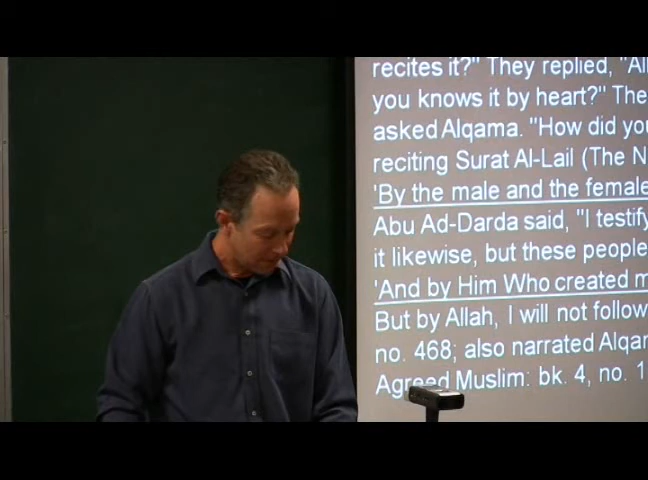 recites it?" They replied, "Al
you knows it by heart?" The
asked Alqama. "How did you
reciting Surat Al-Lail (The N
'By the male and the female
Abu Ad-Darda said, "I testify
it likewise, but these people
'And by Him Who created m
But by Allah, I will not follow
no. 468; also narrated Alqam
Agreed Muslim: bk. 4, no. 1